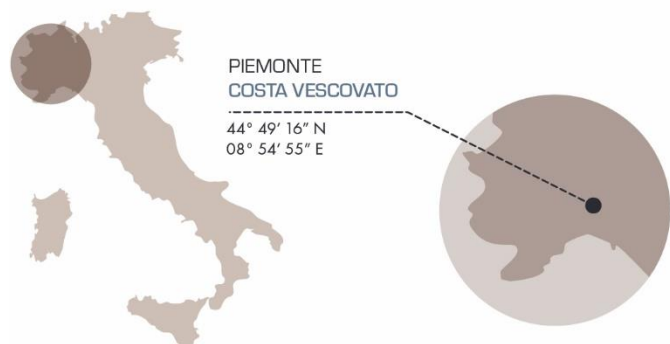 PIEMONTE
COSTA VESCOVATO
44° 49' 16" N
08° 54' 55" E